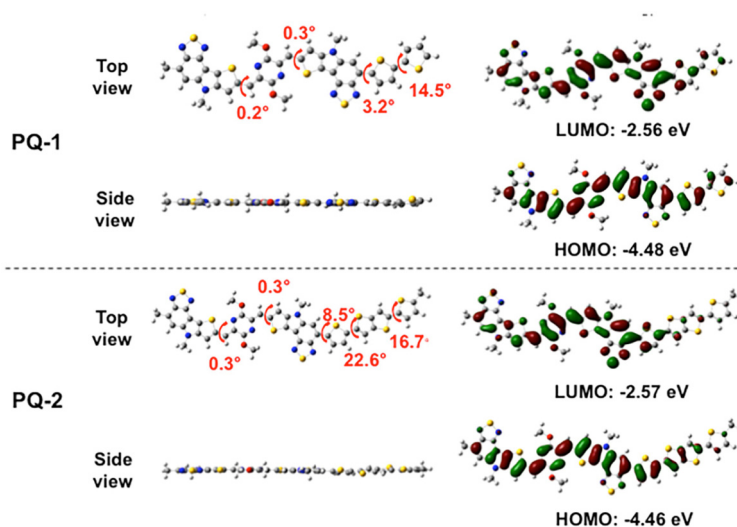 0.3°
Top
view
0.2°
3.2°
14.5°
LUMO: -2.56 eV
PQ-1
Side
view
HOMO: -4.48 eV
0.3°
Top
view
8.5°
0.3°
22.6°
16.7
LUMO: -2.57 eV
PQ-2
Side
view
HOMO: -4.46 eV